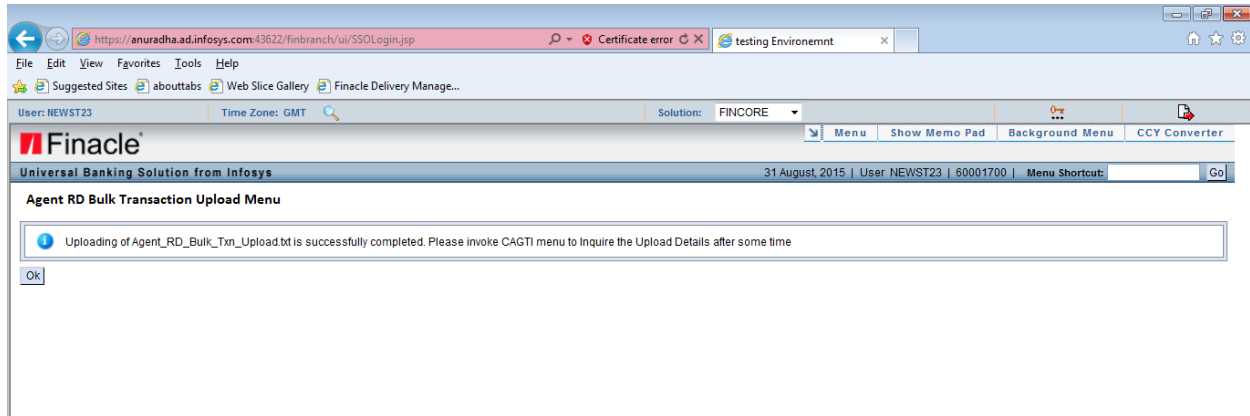 https://anuradha.ad.infosys.com:43622/finbranch/ui/SSOLogin.jsp Certificate error testing Environemnt
File Edit View Favorites Tools Help
Suggested Sites abouttabs Web Slice Gallery Finacle Delivery Manage...
User: NEWST23 Time Zone: GMT Solution: FINCORE
Finacle Menu Show Memo Pad Background Menu CCY Converter
Universal Banking Solution from Infosys 31 August, 2015 | User NEWST23 | 60001700 | Menu Shortcut: Go
Agent RD Bulk Transaction Upload Menu
Uploading of Agent_RD_Bulk_Txn_Upload.txt is successfully completed. Please invoke CAGTI menu to Inquire the Upload Details after some time
Ok